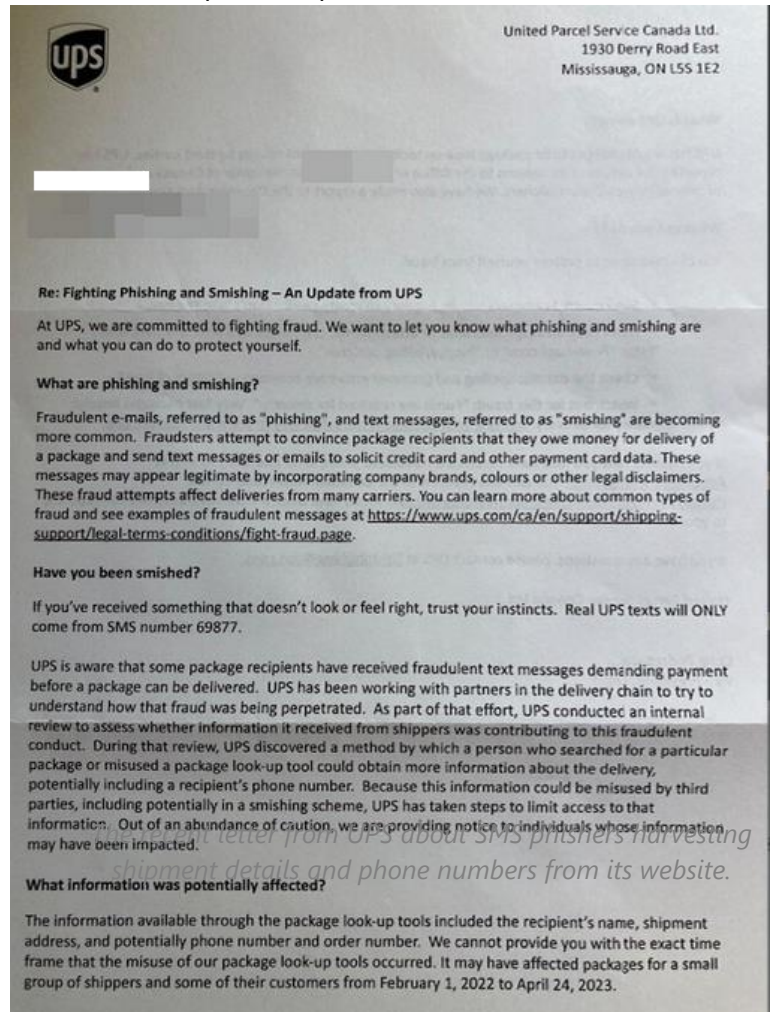 ups
United Parcel Service Canada Ltd.
1930 Derry Road East
Mississauga, ON L5S 1E2
Re: Fighting Phishing and Smishing – An Update from UPS
At UPS, we are committed to fighting fraud. We want to let you know what phishing and smishing are
and what you can do to protect yourself.
What are phishing and smishing?
Fraudulent e-mails, referred to as "phishing", and text messages, referred to as "smishing" are becoming
more common. Fraudsters attempt to convince package recipients that they owe money for delivery of
a package and send text messages or emails to solicit credit card and other payment card data. These
messages may appear legitimate by incorporating company brands, colours or other legal disclaimers.
These fraud attempts affect deliveries from many carriers. You can learn more about common types of
fraud and see examples of fraudulent messages at https://www.ups.com/ca/en/support/shipping-
support/legal-terms-conditions/fight-fraud.page.
Have you been smished?
If you've received something that doesn't look or feel right, trust your instincts. Real UPS texts will ONLY
come from SMS number 69877.
UPS is aware that some package recipients have received fraudulent text messages demanding payment
before a package can be delivered. UPS has been working with partners in the delivery chain to try to
understand how that fraud was being perpetrated. As part of that effort, UPS conducted an internal
review to assess whether information it received from shippers was contributing to this fraudulent
conduct. During that review, UPS discovered a method by which a person who searched for a particular
package or misused a package look-up tool could obtain more information about the delivery,
potentially including a recipient's phone number. Because this information could be misused by third
parties, including potentially in a smishing scheme, UPS has taken steps to limit access to that
information. Out of an abundance of caution, we are providing notice to individuals whose information
may have been impacted.
The recent letter from UPS about SMS phishers harvesting
shipment details and phone numbers from its website.
What information was potentially affected?
The information available through the package look-up tools included the recipient's name, shipment
address, and potentially phone number and order number. We cannot provide you with the exact time
frame that the misuse of our package look-up tools occurred. It may have affected packages for a small
group of shippers and some of their customers from February 1, 2022 to April 24, 2023.